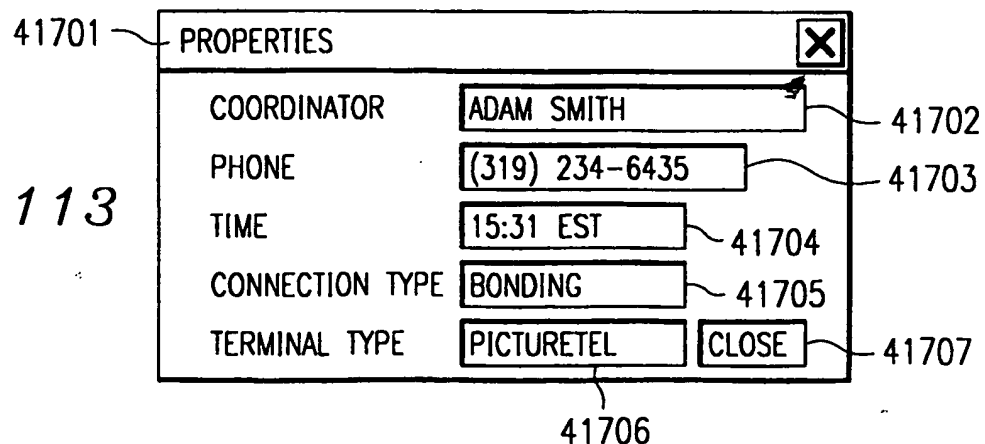 41701 PROPERTIES X
COORDINATOR ADAM SMITH 41702
PHONE (319) 234-6435 41703
113
TIME 15:31 EST 41704
CONNECTION TYPE BONDING 41705
TERMINAL TYPE PICTURETEL CLOSE 41707
41706